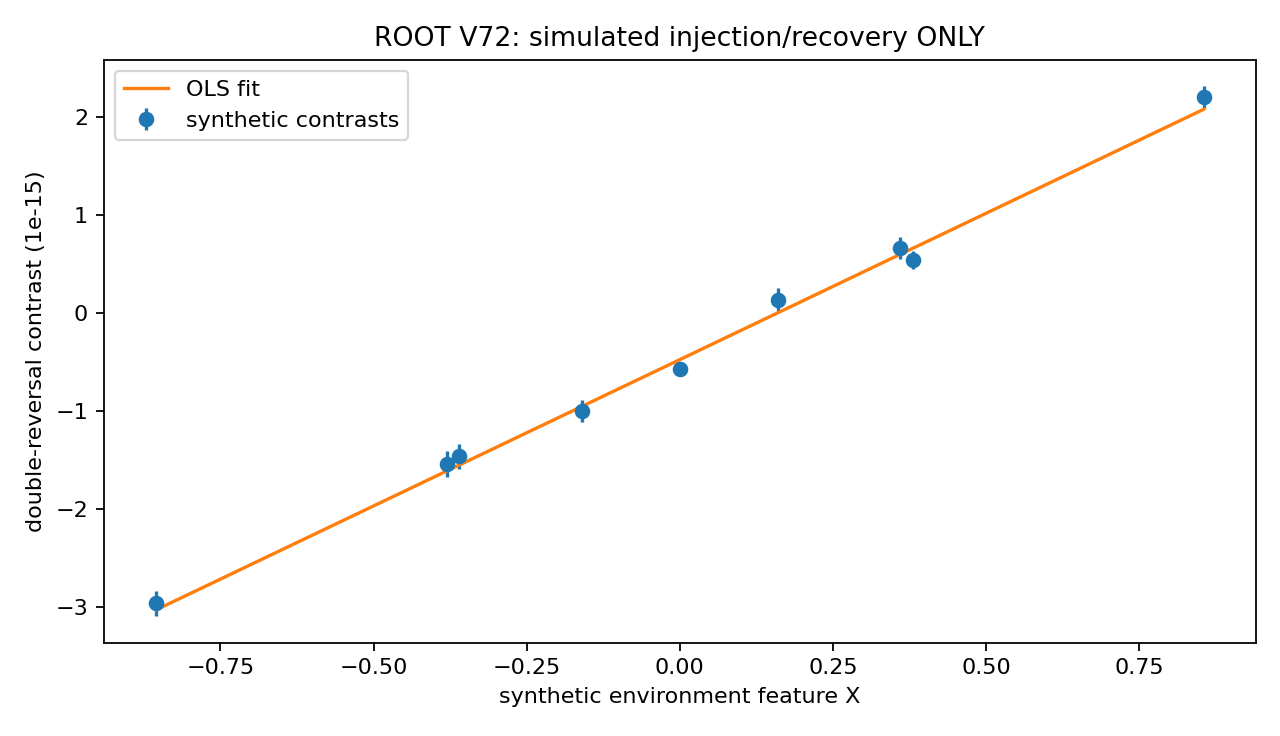 ROOT V72: simulated injection/recovery ONLY
OLS fit
synthetic contrasts
double-reversal contrast (1e-15)
2
1
0
−1
−2
−3
−0.75
−0.50
−0.25
0.00
0.25
0.50
0.75
synthetic environment feature X